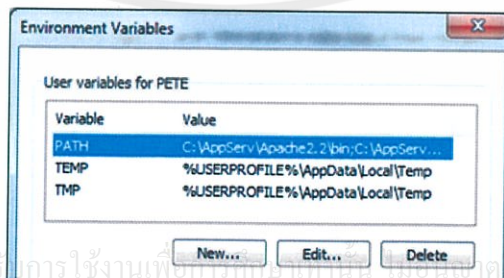 Environment Variables
User variables for PETE
Variable Value
PATH C:\AppServ\Apache2.2\bin;C:\AppServ...
TEMP %USERPROFILE%\AppData\Local\Temp
TMP %USERPROFILE%\AppData\Local\Temp
New... Edit... Delete